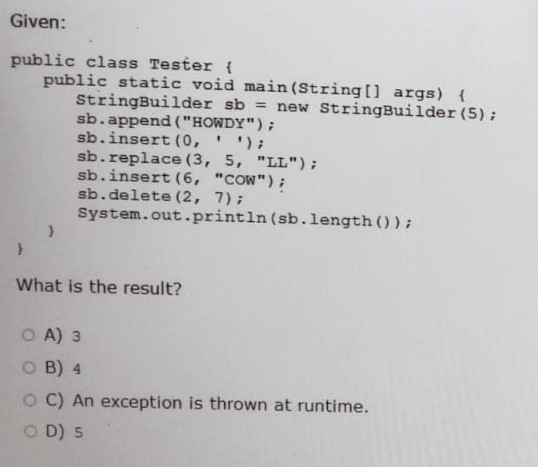 Given:
public class Tester {
public static void main(String[] args) {
StringBuilder sb = new StringBuilder(5);
sb.append("HOWDY");
sb.insert(0, ' ');
sb.replace(3, 5, "LL");
sb.insert(6, "COW");
sb.delete(2, 7);
System.out.println(sb.length());
}
}
What is the result?
A) 3
B) 4
C) An exception is thrown at runtime.
D) 5